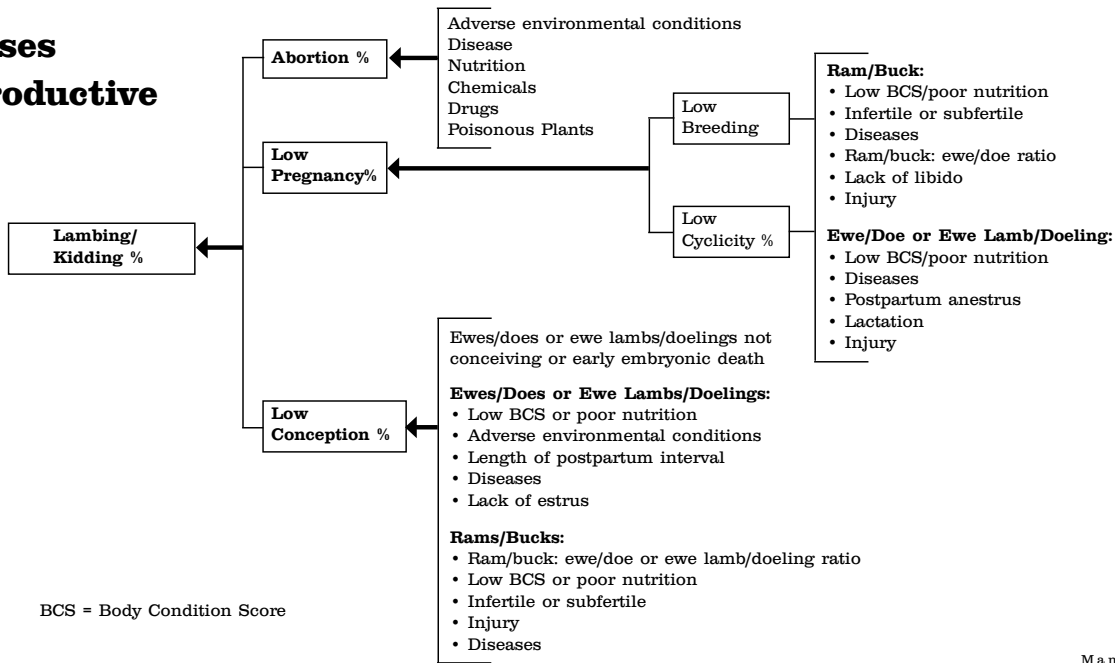 ses
roductive
Abortion %
Adverse environmental conditions
Disease
Nutrition
Chemicals
Drugs
Poisonous Plants
Low
Pregnancy%
Low
Breeding
Low
Cyclicity %
Ram/Buck:
• Low BCS/poor nutrition
• Infertile or subfertile
• Diseases
• Ram/buck: ewe/doe ratio
• Lack of libido
• Injury
Ewe/Doe or Ewe Lamb/Doeling:
• Low BCS/poor nutrition
• Diseases
• Postpartum anestrus
• Lactation
• Injury
Lambing/
Kidding %
Low
Conception %
Ewes/does or ewe lambs/doelings not
conceiving or early embryonic death
Ewes/Does or Ewe Lambs/Doelings:
• Low BCS or poor nutrition
• Adverse environmental conditions
• Length of postpartum interval
• Diseases
• Lack of estrus
Rams/Bucks:
• Ram/buck: ewe/doe or ewe lamb/doeling ratio
• Low BCS or poor nutrition
• Infertile or subfertile
• Injury
• Diseases
BCS = Body Condition Score
Man